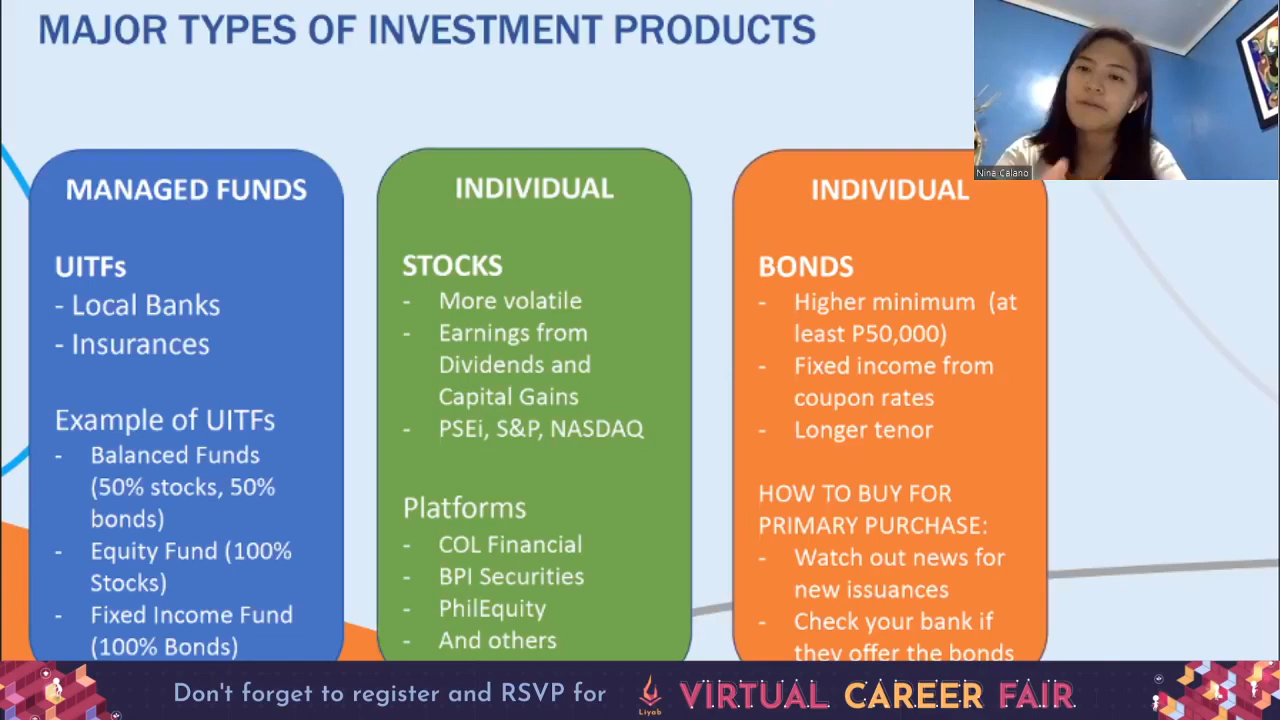 MAJOR TYPES OF INVESTMENT PRODUCTS
Nina Calano
MANAGED FUNDS
UITFs
- Local Banks
- Insurances
Example of UITFs
- Balanced Funds
(50% stocks, 50%
bonds)
- Equity Fund (100%
Stocks)
- Fixed Income Fund
(100% Bonds)
INDIVIDUAL
STOCKS
- More volatile
- Earnings from
Dividends and
Capital Gains
- PSEi, S&P, NASDAQ
Platforms
- COL Financial
- BPI Securities
- PhilEquity
- And others
INDIVIDUAL
BONDS
- Higher minimum (at
least P50,000)
- Fixed income from
coupon rates
- Longer tenor
HOW TO BUY FOR
PRIMARY PURCHASE:
- Watch out news for
new issuances
- Check your bank if
they offer the bonds
Don't forget to register and RSVP for
Liyab
VIRTUAL CAREER FAIR